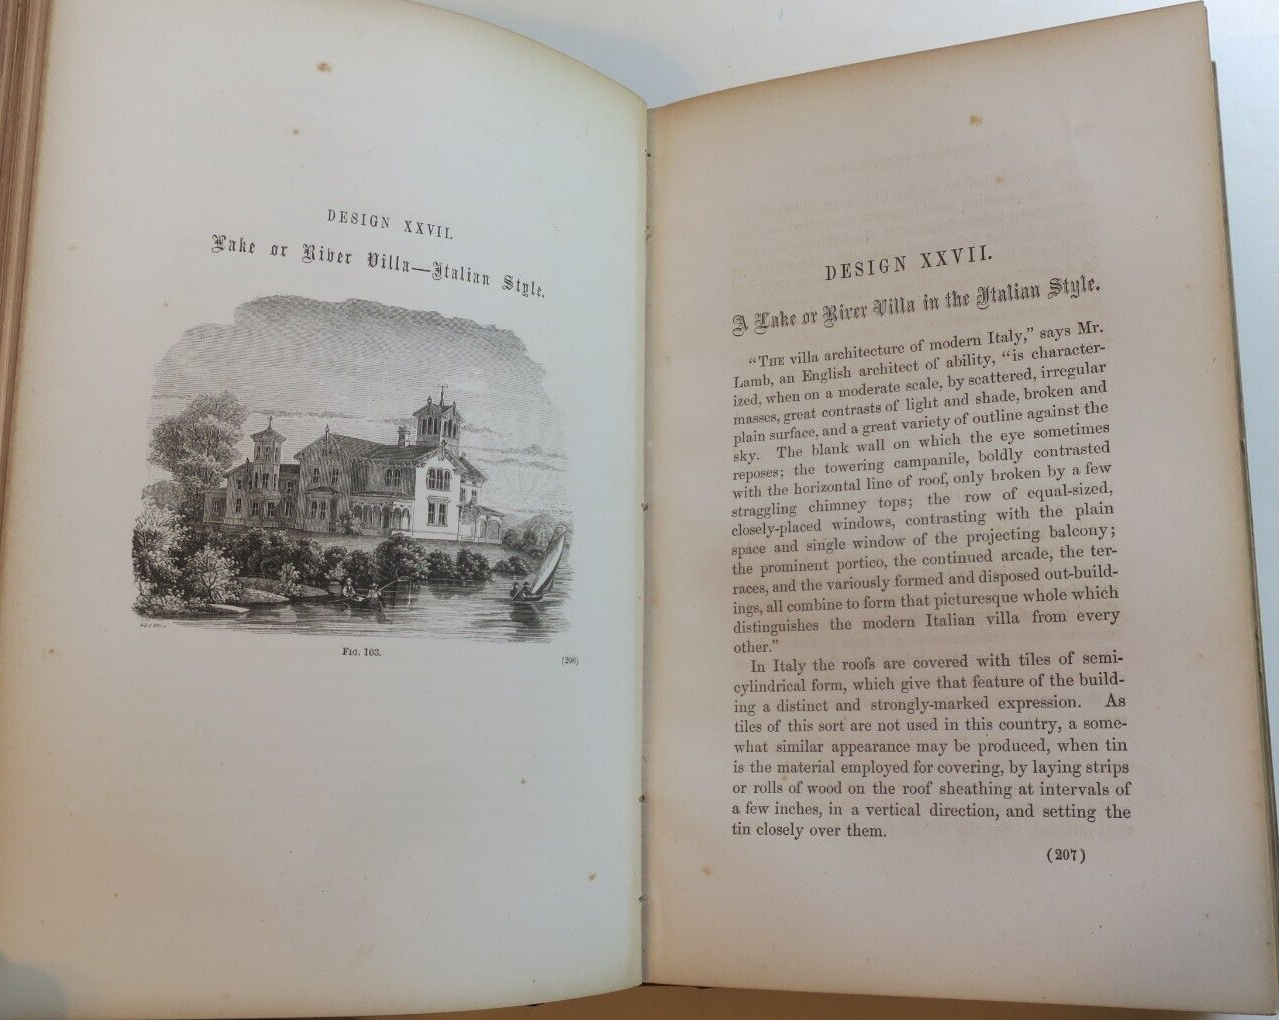 DESIGN XXVII.
Lake or River Villa—Italian Style.
FIG. 103.
(206)
DESIGN XXVII.
A Lake or River Villa in the Italian Style.
“THE villa architecture of modern Italy,” says Mr.
Lamb, an English architect of ability, “is character-
ized, when on a moderate scale, by scattered, irregular
masses, great contrasts of light and shade, broken and
plain surface, and a great variety of outline against the
sky. The blank wall on which the eye sometimes
reposes; the towering campanile, boldly contrasted
with the horizontal line of roof, only broken by a few
straggling chimney tops; the row of equal-sized,
closely-placed windows, contrasting with the plain
space and single window of the projecting balcony;
the prominent portico, the continued arcade, the ter-
races, and the variously formed and disposed out-build-
ings, all combine to form that picturesque whole which
distinguishes the modern Italian villa from every
other.”
In Italy the roofs are covered with tiles of semi-
cylindrical form, which give that feature of the build-
ing a distinct and strongly-marked expression. As
tiles of this sort are not used in this country, a some-
what similar appearance may be produced, when tin
is the material employed for covering, by laying strips
or rolls of wood on the roof sheathing at intervals of
a few inches, in a vertical direction, and setting the
tin closely over them.
(207)